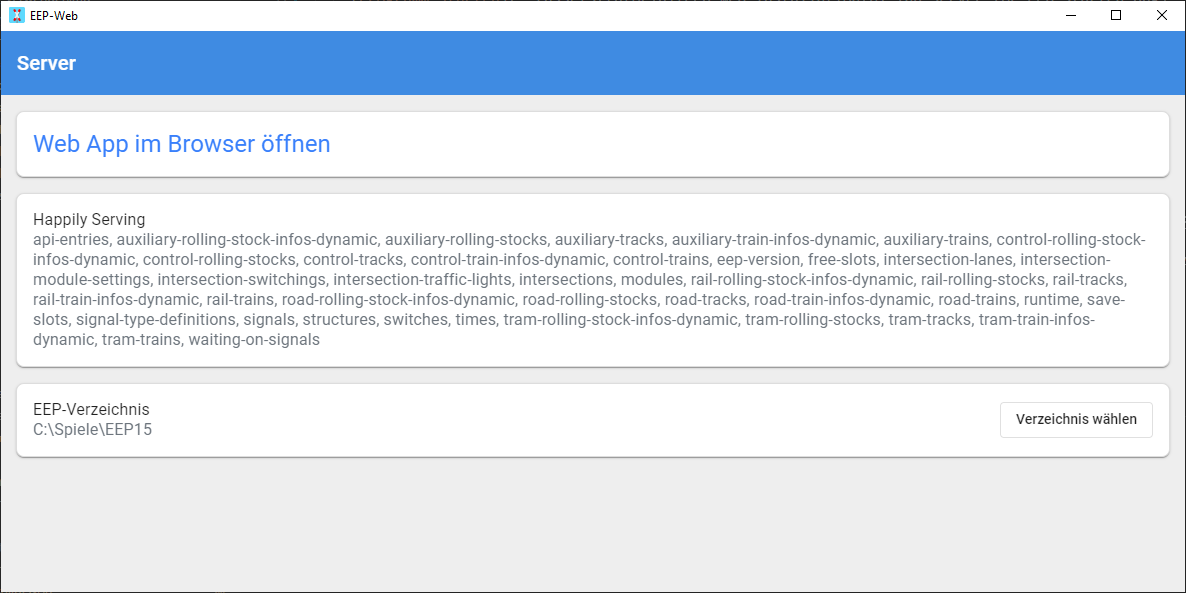 EEP-Web
Server
Web App im Browser öffnen
Happily Serving
api-entries, auxiliary-rolling-stock-infos-dynamic, auxiliary-rolling-stocks, auxiliary-tracks, auxiliary-train-infos-dynamic, auxiliary-trains, control-rolling-stock-
infos-dynamic, control-rolling-stocks, control-tracks, control-train-infos-dynamic, control-trains, eep-version, free-slots, intersection-lanes, intersection-
module-settings, intersection-switchings, intersection-traffic-lights, intersections, modules, rail-rolling-stock-infos-dynamic, rail-rolling-stocks, rail-tracks,
rail-train-infos-dynamic, rail-trains, road-rolling-stock-infos-dynamic, road-rolling-stocks, road-tracks, road-train-infos-dynamic, road-trains, runtime, save-
slots, signal-type-definitions, signals, structures, switches, times, tram-rolling-stock-infos-dynamic, tram-rolling-stocks, tram-tracks, tram-train-infos-
dynamic, tram-trains, waiting-on-signals
EEP-Verzeichnis
C:\Spiele\EEP15
Verzeichnis wählen